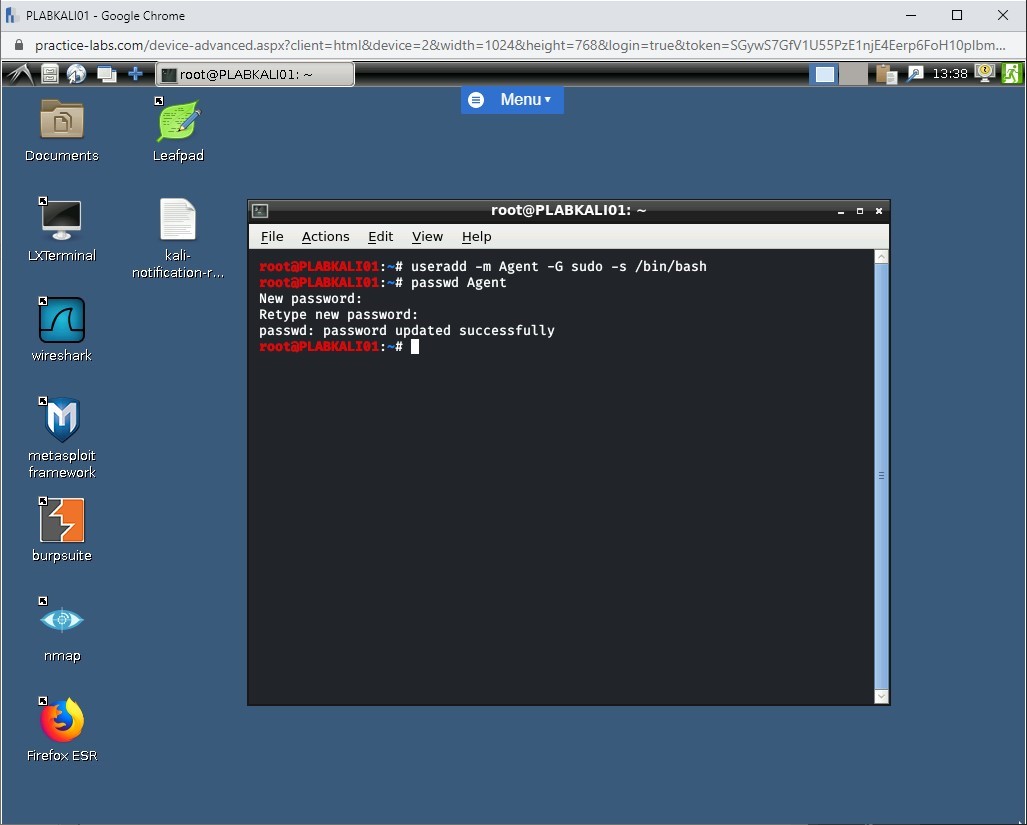 PLABKALI01 - Google Chrome
practice-labs.com/device-advanced.aspx?client=html&device=2&width=1024&height=768&login=true&token=SGywS7GfV1U55PzE1njE4Eerp6FoH10plbm...
root@PLABKALI01: ~
13:38
Menu
Documents
Leafpad
LXTerminal
kali-
notification-r...
wireshark
metasploit
framework
burpsuite
nmap
Firefox ESR
root@PLABKALI01: ~
File Actions Edit View Help
root@PLABKALI01:~# useradd -m Agent -G sudo -s /bin/bash
root@PLABKALI01:~# passwd Agent
New password:
Retype new password:
passwd: password updated successfully
root@PLABKALI01:~#